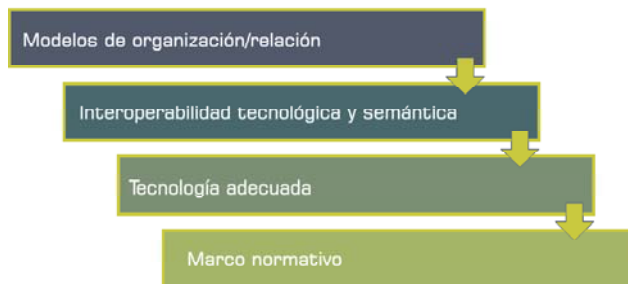 Modelos de organización/relación
Interoperabilidad tecnológica y semántica
Tecnología adecuada
Marco normativo